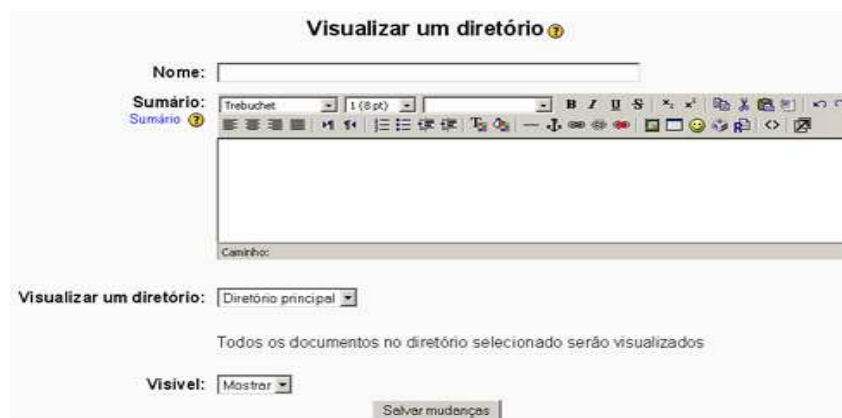 Visualizar um diretório
Nome:
Sumário:
Trebuchet 1 (8 pt) B I U S
Sumário
Caminho:
Visualizar um diretório: Diretório principal
Todos os documentos no diretório selecionado serão visualizados
Visível: Mostrar
Salvar mudanças